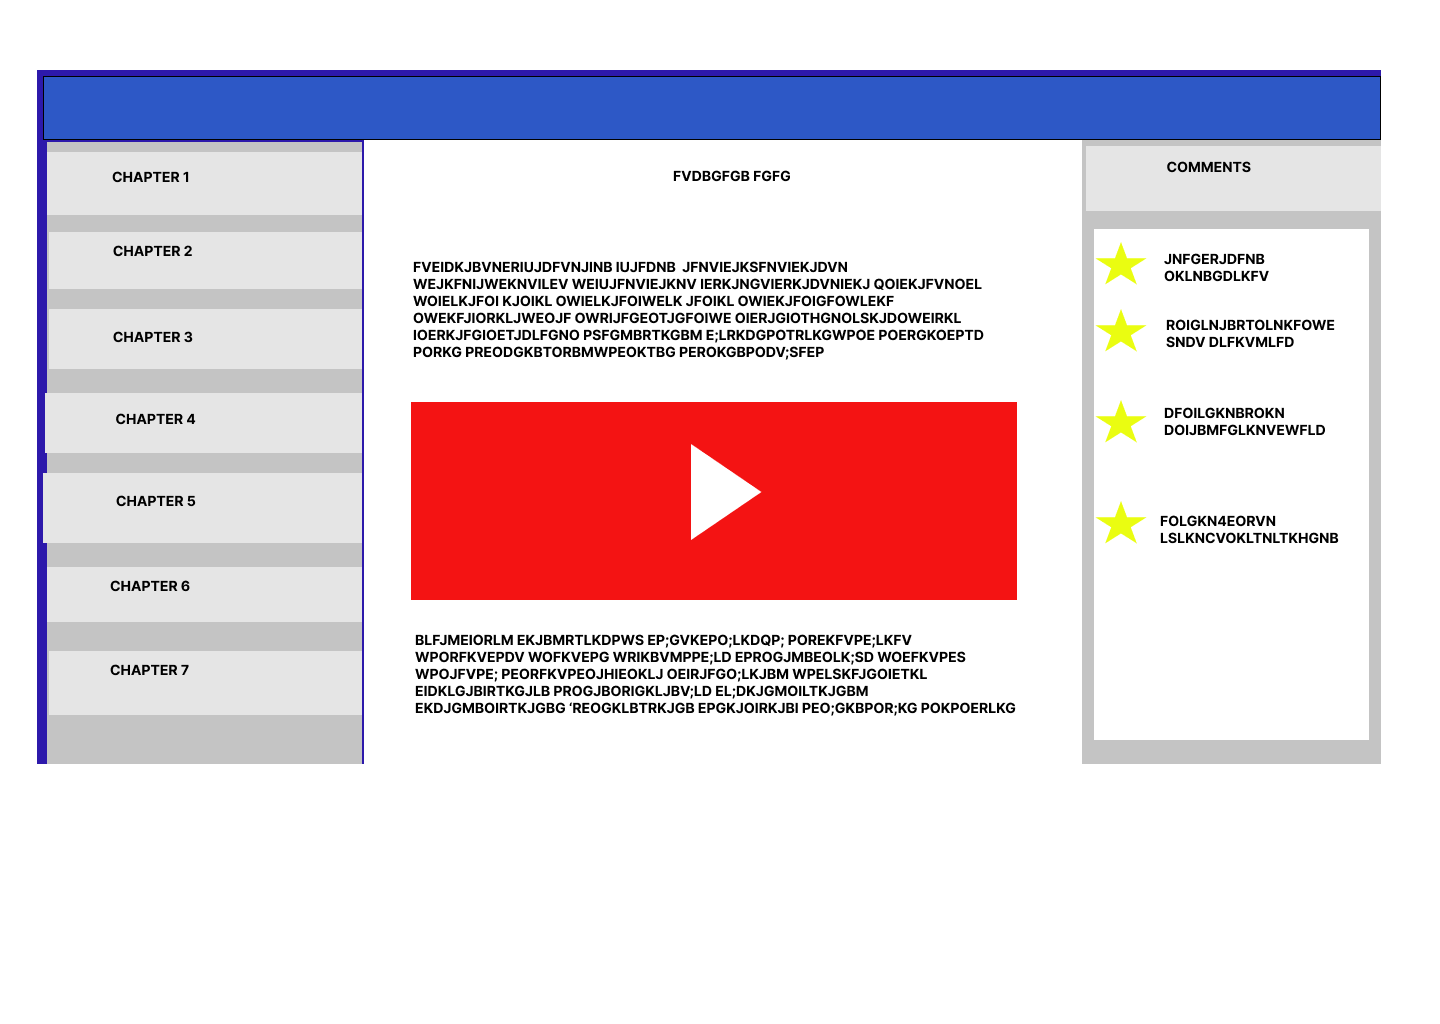 CHAPTER 1
CHAPTER 2
CHAPTER 3
CHAPTER 4
CHAPTER 5
CHAPTER 6
CHAPTER 7
FVDBGFGB FGFG
FVEIDKJBVNERIUJDFVNJINB IUJFDNB  JFNVIEJKSFNVIEKJDVN
WEJKFNIJWEKNVILEV WEIUJFNVIEJKNV IERKJNGVIERKJDVNIEKJ QOIEKJFVNOEL
WOIELKJFOI KJOIKL OWIELKJFOIWELK JFOIKL OWIEKJFOIGFOWLEKF
OWEKFJIORKLJWEOJF OWRIJFGEOTJGFOIWE OIERJGIOTHGNOLSKJDOWEIRKL
IOERKJFGIOETJDLFGNO PSFGMBRTKGBM E;LRKDGPOTRLKGWPOE POERGKOEPTD
PORKG PREODGKBTORBMWPEOKTBG PEROKGBPODV;SFEP
BLFJMEIORLM EKJBMRTLKDPWS EP;GVKEPO;LKDQP; POREKFVPE;LKFV
WPORFKVEPDV WOFKVEPG WRIKBVMPPE;LD EPROGJMBEOLK;SD WOEFKVPES
WPOJFVPE; PEORFKVPEOJHIEOKLJ OEIRJFGO;LKJBM WPELSKFJGOIETKL
EIDKLGJBIRTKGJLB PROGJBORIGKLJBV;LD EL;DKJGMOILTKJGBM
EKDJGMBOIRTKJGBG ‘REOGKLBTRKJGB EPGKJOIRKJBI PEO;GKBPOR;KG POKPOERLKG
COMMENTS
JNFGERJDFNB
OKLNBGDLKFV
ROIGLNJBRTOLNKFOWE
SNDV DLFKVMLFD
DFOILGKNBROKN
DOIJBMFGLKNVEWFLD
FOLGKN4EORVN
LSLKNCVOKLTNLTKHGNB